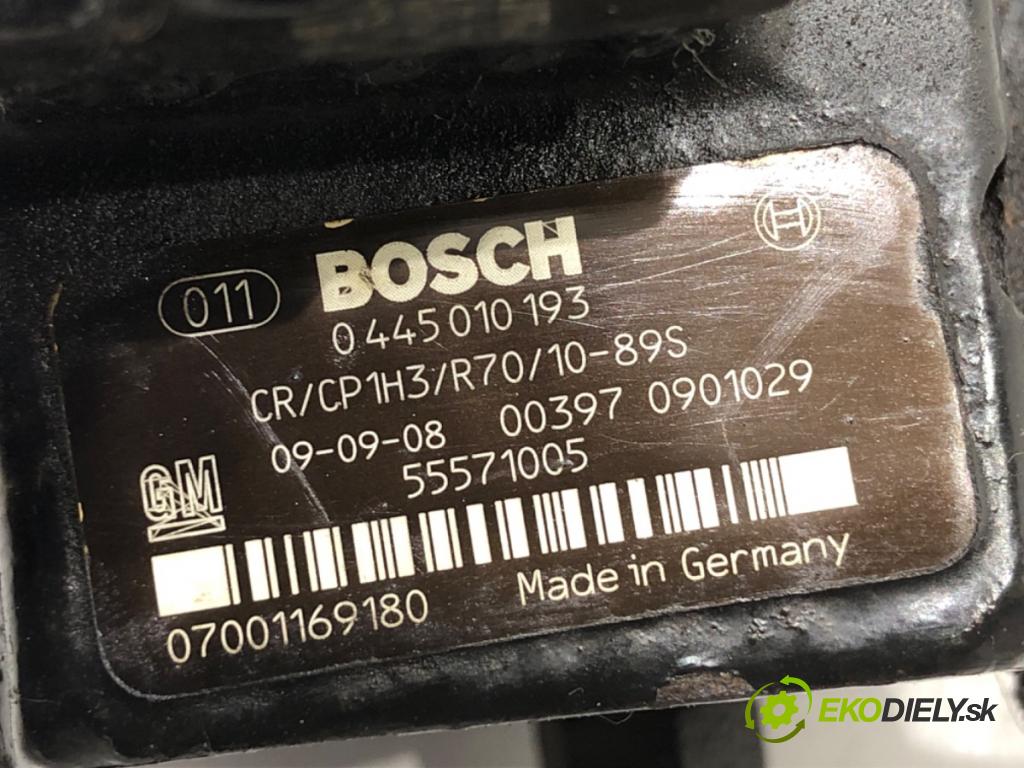 011 BOSCH
0 445 010 193
CR/CP1H3/R70/10-89S
09-09-08 00397 0901029
GM 55571005
07001169180 Made in Germany
EKODIELY.sk